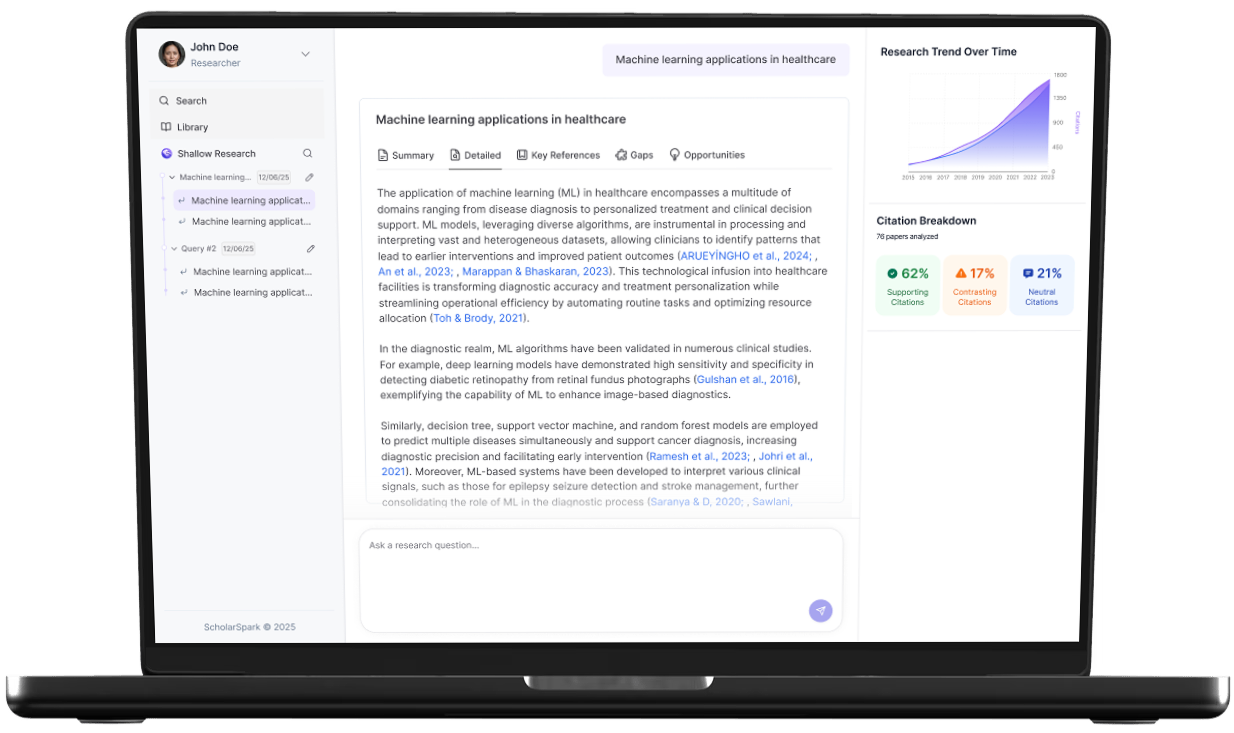 John Doe
Researcher
Search
Library
Shallow Research
Machine learning... 12/06/25
Machine learning applicat...
Machine learning applicat...
Query #2 12/06/25
Machine learning applicat...
Machine learning applicat...
ScholarSpark © 2025
Machine learning applications in healthcare
Machine learning applications in healthcare
Summary Detailed Key References Gaps Opportunities
The application of machine learning (ML) in healthcare encompasses a multitude of
domains ranging from disease diagnosis to personalized treatment and clinical decision
support. ML models, leveraging diverse algorithms, are instrumental in processing and
interpreting vast and heterogeneous datasets, allowing clinicians to identify patterns that
lead to earlier interventions and improved patient outcomes (ARUEYİNGHO et al., 2024; ,
An et al., 2023; , Marappan & Bhaskaran, 2023). This technological infusion into healthcare
facilities is transforming diagnostic accuracy and treatment personalization while
streamlining operational efficiency by automating routine tasks and optimizing resource
allocation (Toh & Brody, 2021).
In the diagnostic realm, ML algorithms have been validated in numerous clinical studies.
For example, deep learning models have demonstrated high sensitivity and specificity in
detecting diabetic retinopathy from retinal fundus photographs (Gulshan et al., 2016),
exemplifying the capability of ML to enhance image-based diagnostics.
Similarly, decision tree, support vector machine, and random forest models are employed
to predict multiple diseases simultaneously and support cancer diagnosis, increasing
diagnostic precision and facilitating early intervention (Ramesh et al., 2023; , Johri et al.,
2021). Moreover, ML-based systems have been developed to interpret various clinical
signals, such as those for epilepsy seizure detection and stroke management, further
consolidating the role of ML in the diagnostic process (Saranya & D, 2020; , Sawlani,
Ask a research question...
Research Trend Over Time
1800
1350
900
450
0
Citations
2015 2016 2017 2018 2019 2020 2021 2022 2023
Citation Breakdown
76 papers analyzed
62%
Supporting
Citations
17%
Contrasting
Citations
21%
Neutral
Citations